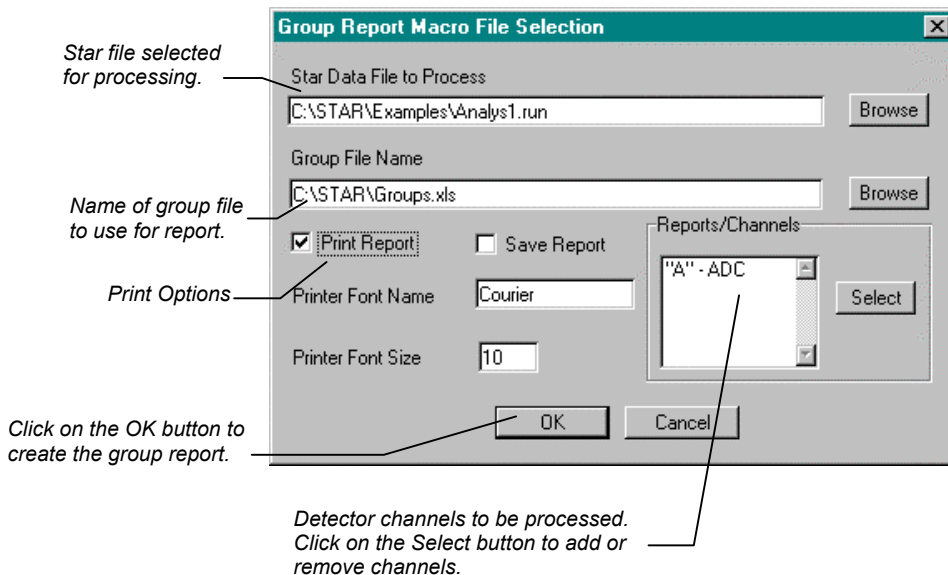 Group Report Macro File Selection
Star file selected
for processing.
Star Data File to Process
C:\STAR\Examples\Analys1.run
Browse
Group File Name
C:\STAR\Groups.xls
Browse
Name of group file
to use for report.
Print Report
Save Report
Reports/Channels
"A" - ADC
Select
Print Options
Printer Font Name
Courier
Printer Font Size
10
Click on the OK button to
create the group report.
OK
Cancel
Detector channels to be processed.
Click on the Select button to add or
remove channels.